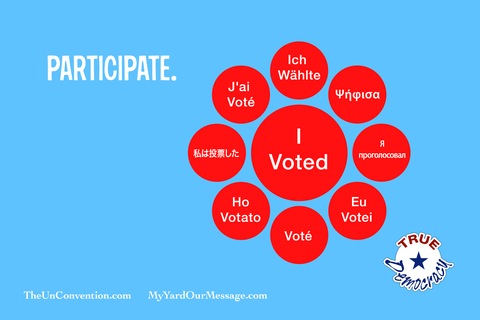 PARTICIPATE.
Ich
Wählte
J'ai
Voté
Ψήφισα
I
Voted
私は投票した
Я
проголосовал
Ho
Votato
Eu
Votei
Voté
TRUE
Democracy
TheUnConvention.com
MyYardOurMessage.com